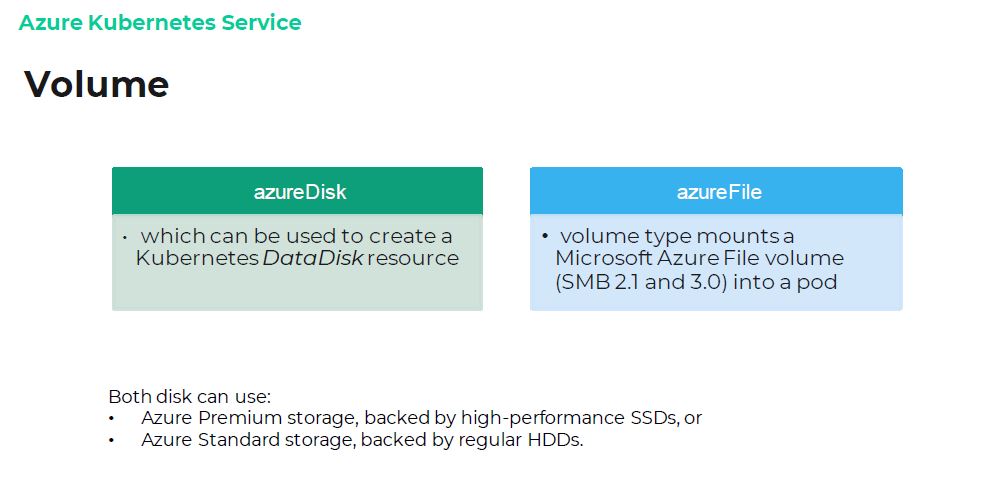 Azure Kubernetes Service
Volume
azureDisk
• which can be used to create a
Kubernetes DataDisk resource
azureFile
• volume type mounts a
Microsoft Azure File volume
(SMB 2.1 and 3.0) into a pod
Both disk can use:
• Azure Premium storage, backed by high-performance SSDs, or
• Azure Standard storage, backed by regular HDDs.